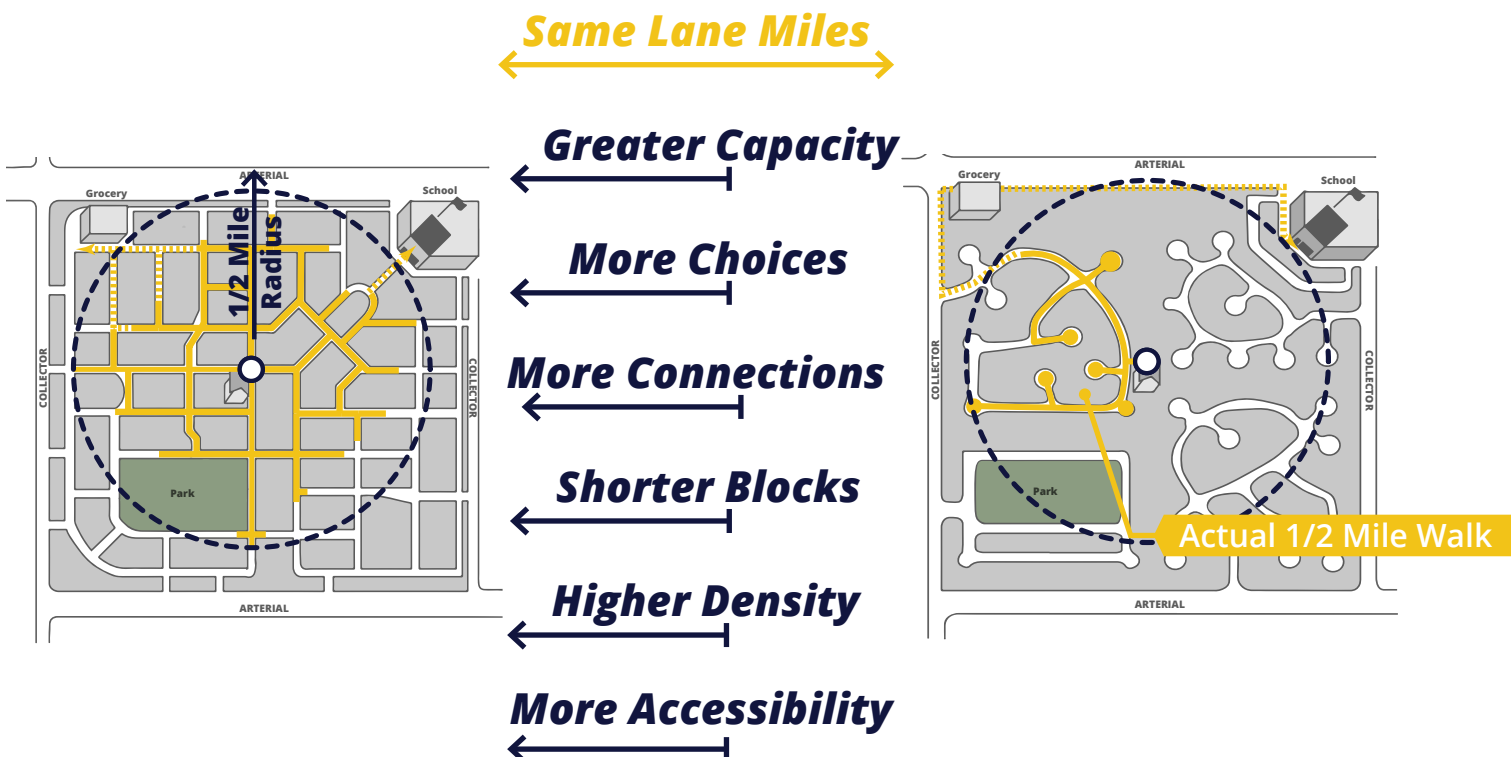 Same Lane Miles
Greater Capacity
More Choices
More Connections
Shorter Blocks
Higher Density
More Accessibility
ARTERIAL
Grocery
School
1/2 Mile
Radius
COLLECTOR
COLLECTOR
Park
ARTERIAL
ARTERIAL
Grocery
School
COLLECTOR
COLLECTOR
Park
Actual 1/2 Mile Walk
ARTERIAL